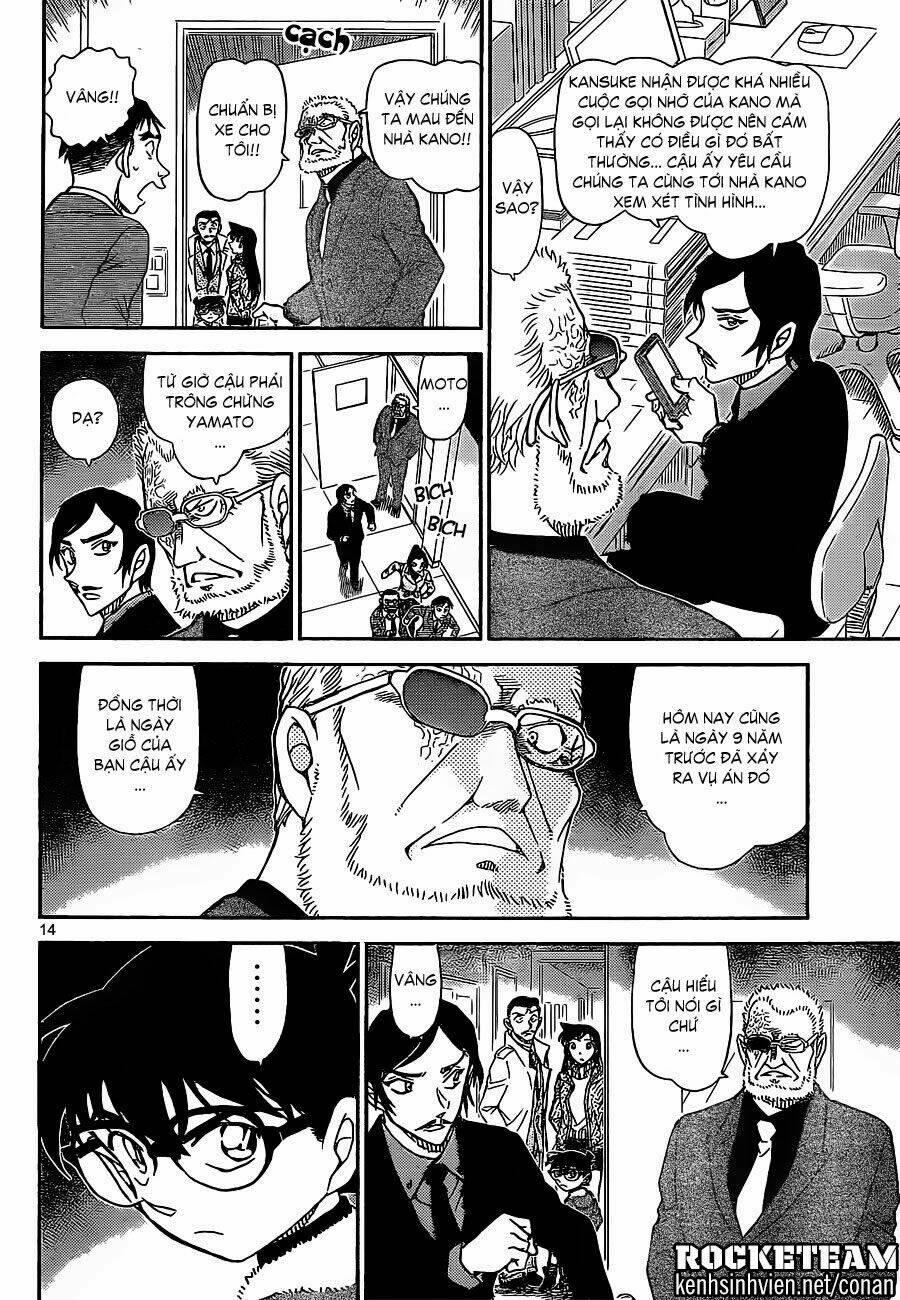 KANSUKE NHẬN ĐƯỢC KHÁ NHIỀU
CUỘC GỌI NHỠ CỦA KANO MÀ
GỌI LẠI KHÔNG ĐƯỢC NÊN CẢM
THẤY CÓ ĐIỀU GÌ ĐÓ BẤT
THƯỜNG... CẬU ẤY YÊU CẦU
CHÚNG TA CÙNG TỚI NHÀ KANO
XEM XÉT TÌNH HÌNH...
VẬY
SAO?
cạch
VẬY CHÚNG
TA MAU ĐẾN
NHÀ KANO!!
CHUẨN BỊ
XE CHO
TÔI!!
VÂNG!!
MOTO
...
BỊCH
BỊCH
TỪ GIỜ CẬU PHẢI
TRÔNG CHỪNG
YAMATO
...
DẠ?
HÔM NAY CŨNG
LÀ NGÀY 9 NĂM
TRƯỚC ĐÃ XẢY
RA VỤ ÁN ĐÓ
...
ĐỒNG THỜI
LÀ NGÀY
GIỖ CỦA
BẠN CẬU ẤY
...
14
CẬU HIỂU
TÔI NÓI GÌ
CHỨ
...
VÂNG
...
......
ROCKETEAM
kenhsinhvien.net/conan